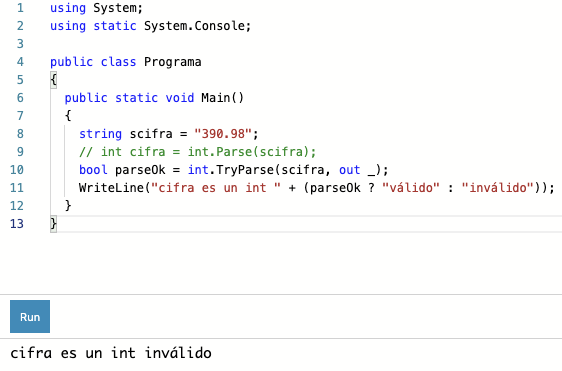 1 using System;
2 using static System.Console;
3
4 public class Programa
5 {
6 public static void Main()
7 {
8 string scifra = "390.98";
9 // int cifra = int.Parse(scifra);
10 bool parseOk = int.TryParse(scifra, out _);
11 WriteLine("cifra es un int " + (parseOk ? "válido" : "inválido"));
12 }
13 }
Run
cifra es un int inválido